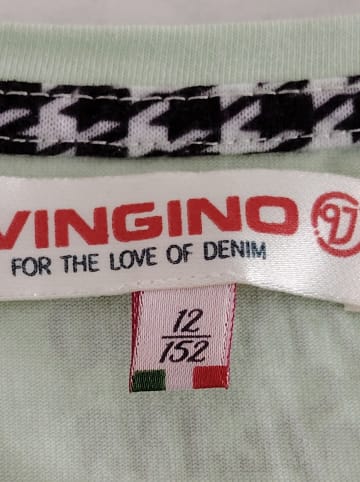 VINGINO
FOR THE LOVE OF DENIM
12
152